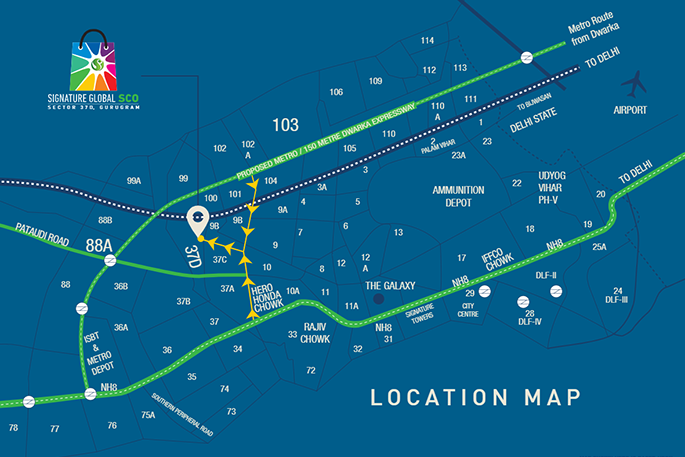 SIGNATURE GLOBAL SCO
SECTOR 37D, GURUGRAM
Metro Route
from Dwarka
TO DELHI
AIRPORT
TO BIJWASAN
DELHI STATE
114
113
112
111
110
A
109
106
103
PROPOSED METRO / 150 METRE DWARKA EXPRESSWAY
110
105
2
1
PALAM VIHAR
23
23A
102
102
A
104
101
100
99
99A
3
3A
4
5
AMMUNITION
DEPOT
22
UDYOG
VIHAR
PH-V
20
TO DELHI
88B
9B
9B
9A
9
7
6
13
12
12
A
8
18
19
NH8
25A
PATAUDI ROAD
88A
37D
37C
10
IFFCO
CHOWK
88
36B
37B
37A
HERO
HONDA
CHOWK
10A
11
11A
THE GALAXY
NH8
29
CITY
CENTRE
DLF-II
24
DLF-III
28
DLF-IV
SIGNATURE
TOWERS
NH8
31
32
33
RAJIV
CHOWK
72
ISBT
&
METRO
DEPOT
36A
36
37
34
35
NH8
74
73
SOUTHERN PERIPHERAL ROAD
75A
76
77
78
LOCATION MAP